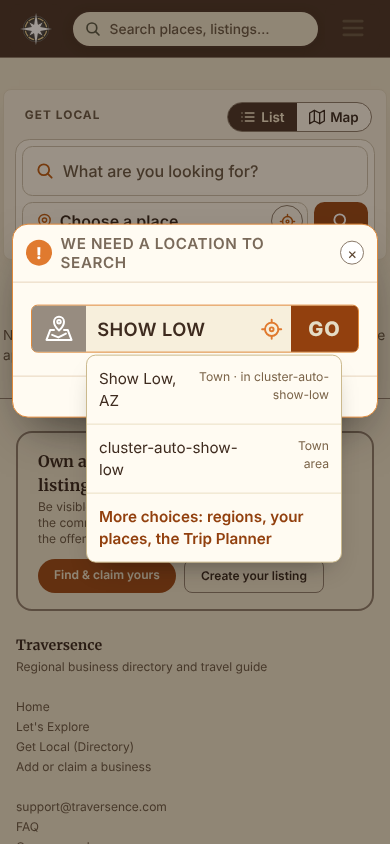 Search places, listings...
GET LOCAL
List
Map
What are you looking for?
Choose a place
WE NEED A LOCATION TO
SEARCH
×
SHOW LOW
GO
Show Low,
AZ
Town · in cluster-auto-
show-low
cluster-auto-show-
low
Town
area
More choices: regions, your
places, the Trip Planner
N
e
a
Own a
listing
Be visibl
the com
the offer
Find & claim yours
Create your listing
Traversence
Regional business directory and travel guide
Home
Let's Explore
Get Local (Directory)
Add or claim a business
support@traversence.com
FAQ